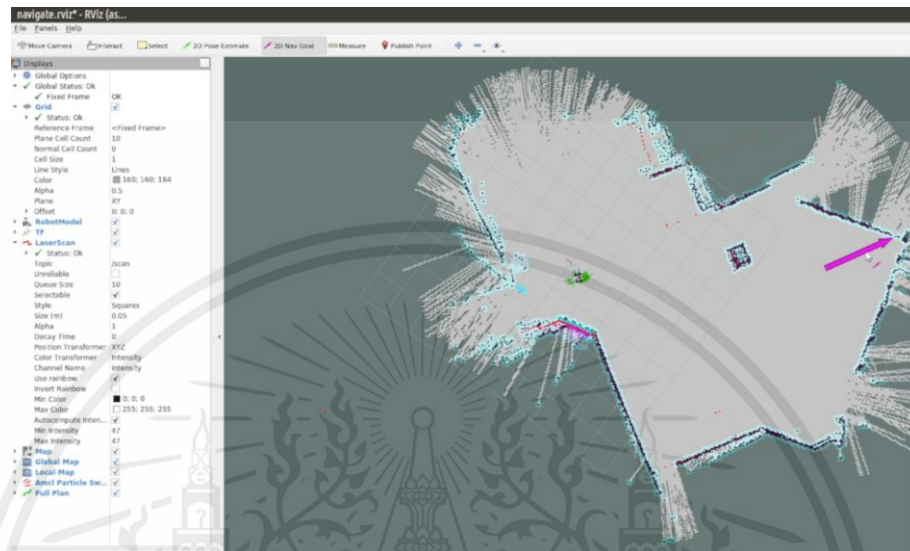 navigate.rviz* - RViz (as...
File Panels Help
Move Camera Interact Select 2D Pose Estimate 2D Nav Goal Measure Publish Point
Displays
Global Options
Global Status: Ok
Fixed Frame OK
Grid
Status: Ok
Reference Frame <Fixed Frame>
Plane Cell Count 10
Normal Cell Count 0
Cell Size 1
Line Style Lines
Color 160; 160; 164
Alpha 0.5
Plane XY
Offset 0; 0; 0
RobotModel
TF
LaserScan
Status: Ok
Topic /scan
Unreliable
Queue Size 10
Selectable
Style Squares
Size (m) 0.05
Alpha 1
Decay Time 0
Position Transformer XYZ
Color Transformer Intensity
Channel Name intensity
Use rainbow
Invert Rainbow
Min Color 0; 0; 0
Max Color 255; 255; 255
Autocompute Inten...
Min Intensity 47
Max Intensity 47
Map
Global Map
Local Map
Amcl Particle Sw...
Full Plan